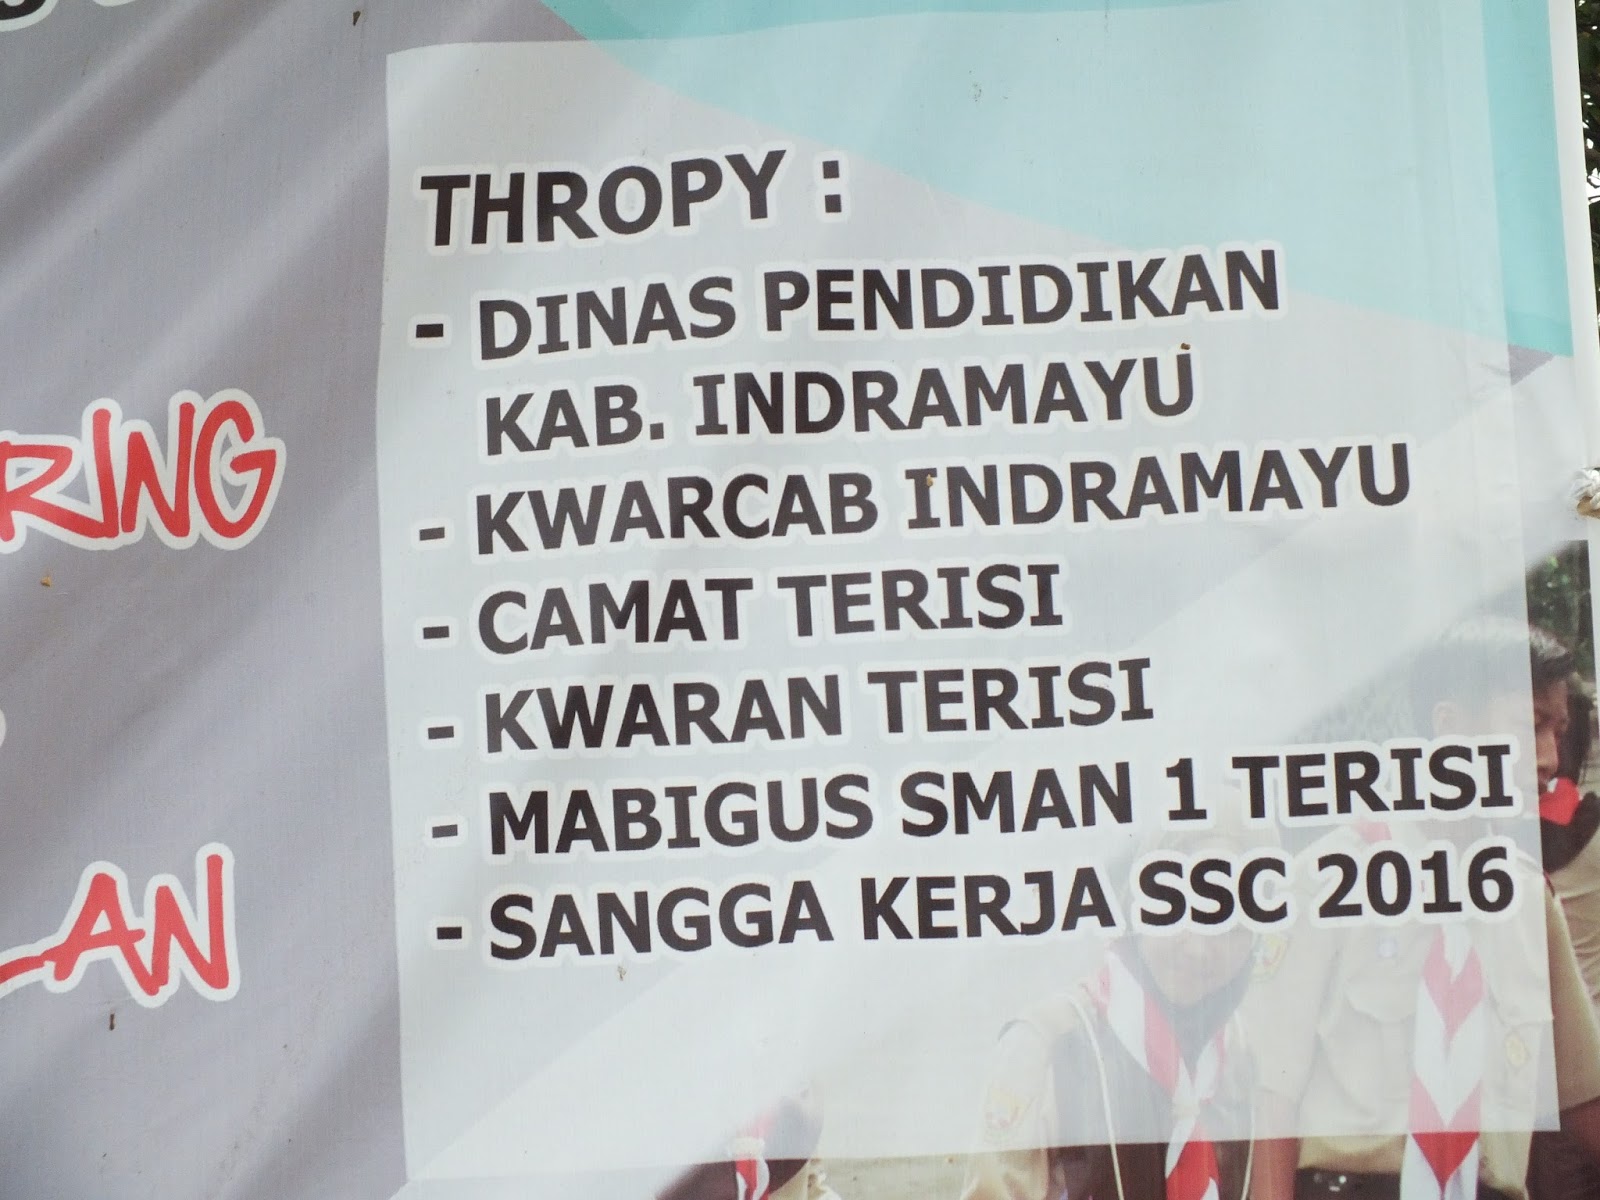 THROPY :
- DINAS PENDIDIKAN
KAB. INDRAMAYU
- KWARCAB INDRAMAYU
- CAMAT TERISI
- KWARAN TERISI
- MABIGUS SMAN 1 TERISI
- SANGGA KERJA SSC 2016
RING
AN